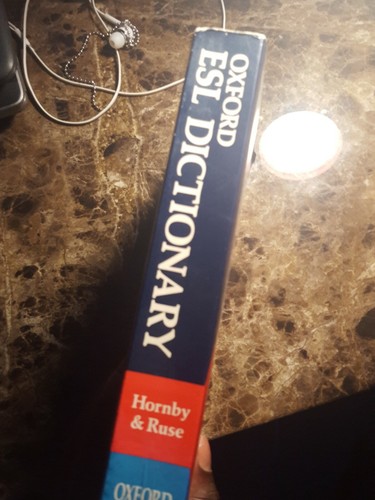 OXFORD
ESL DICTIONARY
Hornby
& Ruse
OXFORD